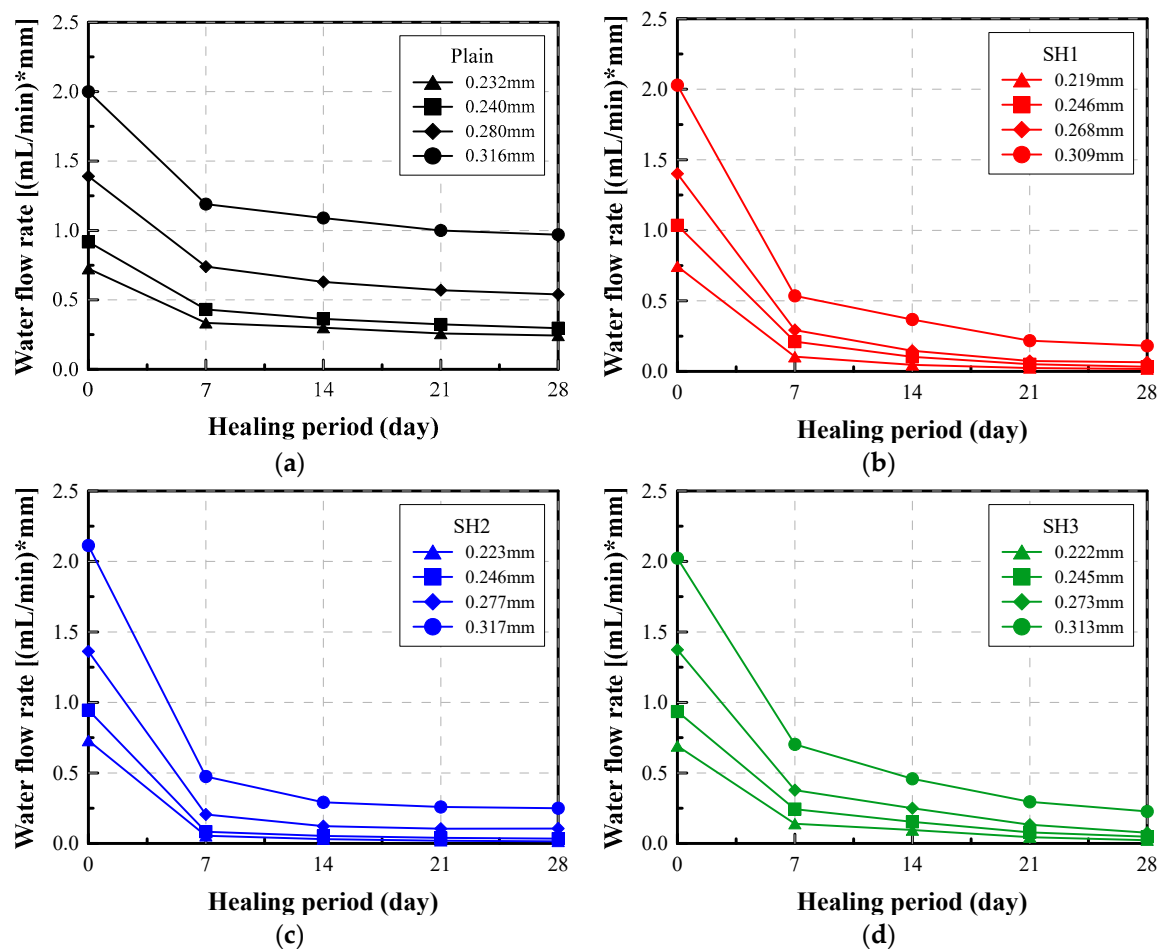 Water flow rate [(mL/min)*mm]
2.5
2.0
1.5
1.0
0.5
0.0
Plain
0.232mm
0.240mm
0.280mm
0.316mm
0 7 14 21 28
Healing period (day)
(a)
Water flow rate [(mL/min)*mm]
2.5
2.0
1.5
1.0
0.5
0.0
SH1
0.219mm
0.246mm
0.268mm
0.309mm
0 7 14 21 28
Healing period (day)
(b)
Water flow rate [(mL/min)*mm]
2.5
2.0
1.5
1.0
0.5
0.0
SH2
0.223mm
0.246mm
0.277mm
0.317mm
0 7 14 21 28
Healing period (day)
(c)
Water flow rate [(mL/min)*mm]
2.5
2.0
1.5
1.0
0.5
0.0
SH3
0.222mm
0.245mm
0.273mm
0.313mm
0 7 14 21 28
Healing period (day)
(d)